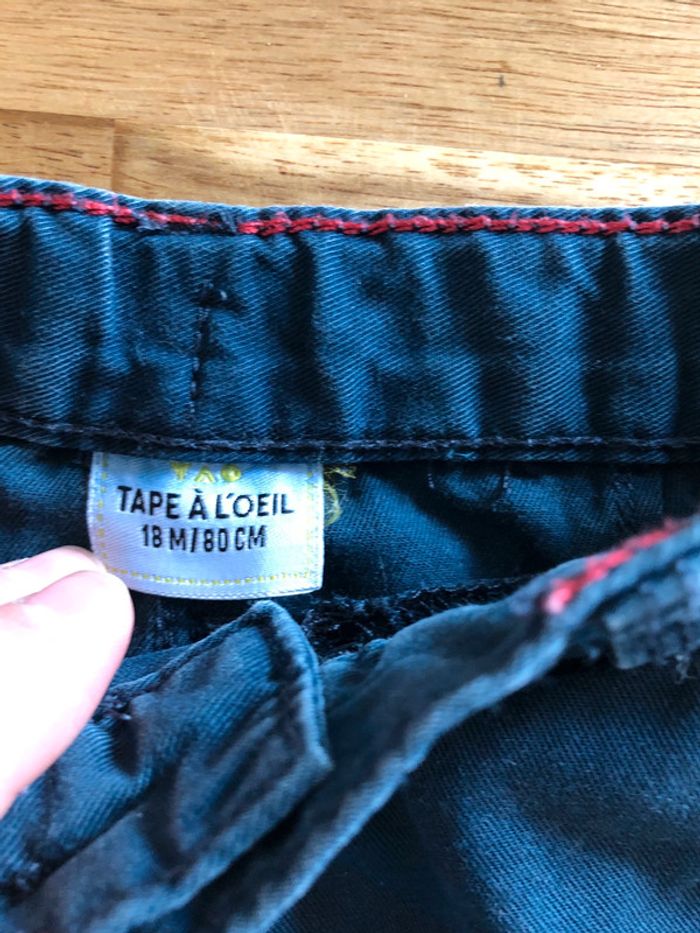 TAO
TAPE À L'OEIL
18 M/80 CM